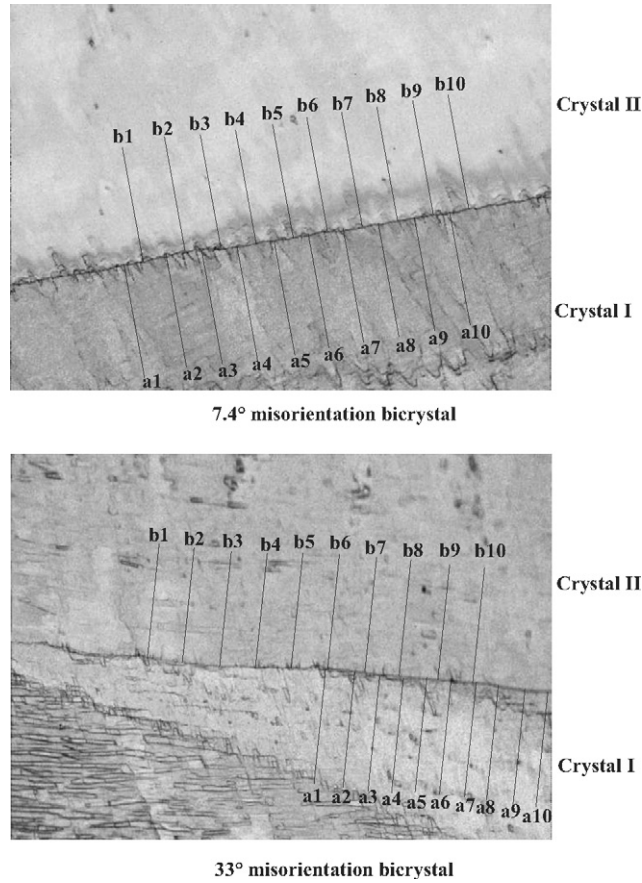 b10
b9
b8
b7
b6
b5
b4
b3
b2
b1
Crystal II
Crystal I
a10
a9
a8
a7
a6
a5
a4
a3
a2
a1
7.4° misorientation bicrystal
b1 b2 b3 b4 b5 b6 b7 b8 b9 b10
Crystal II
Crystal I
a1 a2 a3 a4 a5 a6 a7 a8 a9 a10
33° misorientation bicrystal